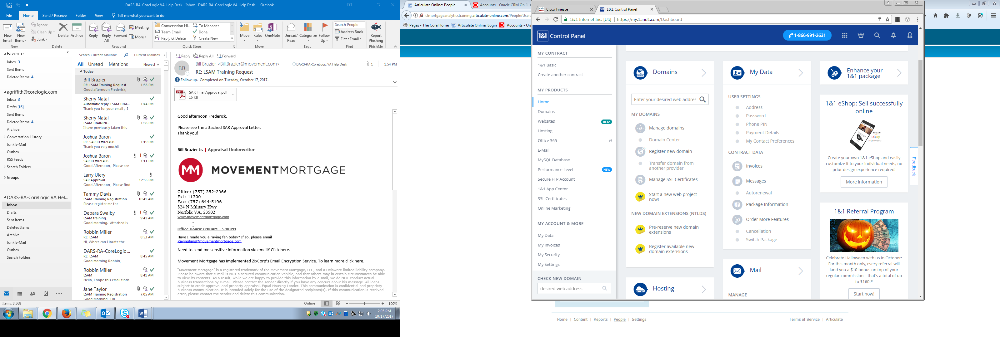 DARS-RA-CoreLogic VA Help Desk - Inbox - DARS-RA-CoreLogic VA Help Desk - Outlook
File Home Send / Receive Folder View Tell me what you want to do
New Email
New Items
Ignore
Clean Up
Junk
Delete
Archive
Reply
Reply All
Forward
Meeting
More
Conversation Hi...
Team Email
Reply & Delete
To Manager
Done
Create New
Move
Rules
OneNote
Unread/ Read
Categorize
Follow Up
Search People
Address Book
Filter Email
Report Phishing
New Delete Respond Quick Steps Move Tags Find PhishMe
Favorites
Inbox 3
Sent Items
Deleted Items 4
agriffith@corelogic.com
Inbox 3
Drafts [16]
Sent Items
Deleted Items 4
Archive
Conversation History
Junk E-Mail
Outbox
RSS Feeds
Search Folders
Groups
DARS-RA-CoreLogic VA Hel...
Inbox
Drafts
Sent Items
Deleted Items
Archive
Junk E-Mail
Outbox
Search Folders
Items: 8,368
Search Current Mailbox Current Mailbox
All Unread Mentions Newest
Today
Bill Brazier
RE: LSAM Training Request 1:55 PM
Good afternoon Frederick,
Sherry Natal
Automatic reply: LSAM TRAI... 1:44 PM
Thank you for your email , I
Sherry Natal
LSAM TRAINING 1:38 PM
I have previously taken this
Joshua Baron
RE: SAR ID #021498 1:19 PM
Thank you very much!!
Joshua Baron
SAR ID #021498 1:11 PM
Good Afternoon, Please see
Larry Ulery
SAR Approval 12:55 PM
Good Afternoon, Please find
Tammy Davis
LSAM Training Registration... 10:41 AM
Please register me for
Debara Swalby
LSAM training. 9:42 AM
Good morning. Attached is
Robbin Miller
RE: LSAM 8:53 AM
Hi, Where can I locate the
DARS-RA-CoreLogic ...
RE: LSAM 8:45 AM
Good morning Robbin,
Robbin Miller
LSAM 8:41 AM
Hello, I hope this email finds
Jane Taylor
LSAM Training Registration 7:05 AM
Good Morning, I'm
Reply Reply All Forward
BB
Bill Brazier <Bill.Brazier@movement.com> DARS-RA-CoreLogic VA Help Desk 1 1:54 PM
RE: LSAM Training Request
Follow up. Completed on Tuesday, October 17, 2017.
PDF
SAR Final Approval.pdf
16 KB
Good afternoon Frederick,
Please see the attached SAR Approval Letter.
Thank you!
Bill Brazier Jr. | Appraisal Underwriter
MM MOVEMENTMORTGAGE
Office: (757) 352-2966
Ext: 11300
Fax: (757) 644-5196
824 N Military Hwy
Norfolk VA, 23502
www.movementmortgage.com
Office Hours: 8:00AM – 5:00PM
Have I made you a raving fan today? If so, please email
Ravingfans@movementmortgage.com
Need to send me sensitive information via email? Click here.
Movement Mortgage has implemented ZixCorp's Email Encryption Service. To learn more click here.
"Movement Mortgage" is a registered trademark of the Movement Mortgage, LLC, and a Delaware limited liability company.
Please be aware that e-mail is NOT a secured communication vehicle, and that others may in certain circumstances be able
to view its contents. As a result, while we are happy to provide this information by e-mail, we do NOT conduct actual
business transactions by e-mail. Please contact the sender directly if you have any concurs about his message. All loans
subject to credit approval and property appraisal. Equal Housing Lender. This communication is confidential and propriety
business communication. It is intended solely for the use of the designated recipients(s). If this communication is received
error, please contact the sender and delete this communication.
Online 100%
2:05 PM
10/17/2017
Articulate Online: People Accounts - Oracle CRM On D
clmortgageanalyticstraining.articulate-online.com/People/Users
Pages - The Core Home Articulate Online: Login Accounts - Ora
Cisco Finesse 1&1 Control Panel
1&1 Internet Inc. [US] https://my.1and1.com/Dashboard
1&1 Control Panel 1-866-991-2631
MY CONTRACT
1&1 Basic
Create another contract
MY PRODUCTS
Home
Domains
Websites BETA
Hosting
Office 365
E-Mail
MySQL Database
Performance Level NEW
Secure FTP Account
1&1 App Center
SSL Certificates
Online Marketing
MY ACCOUNT & MORE
My Data
My Invoices
My Security
My Settings
CHECK NEW DOMAIN
desired web address
Domains
Enter your desired web addres
MY DOMAINS
Manage domains
Domain Center
Register new domain
Transfer domain from
another provider
Manage SSL Certificates
Start a new web project
now!
NEW DOMAIN EXTENSIONS (NTLDS)
Pre-reserve new domain
extensions
Register available new
domain extensions
Hosting
My Data
USER SETTINGS
Address
Password
Phone PIN
Payment Details
My Contact Preferences
CONTRACT DATA
Invoices
Messages
Autorenewal
Package Information
Order More Features
Cancellation
Switch Package
Mail
MANAGE
Enhance your
1&1 package
1&1 eShop: Sell successfully
online
amazon
ebay
Google Shopping
Create your own 1&1 eShop and easily
customize it to your individual needs, no
prior design experience required!
More information
1&1 Referral Program
Celebrate Halloween with us in October:
For this month only, every referral will
land you a $10 bonus on top of your
regular commission – that's a total of up
to $160!*
Start now!
Feedback
Home | Content | Reports | People | Settings
Terms of Service | Articulate